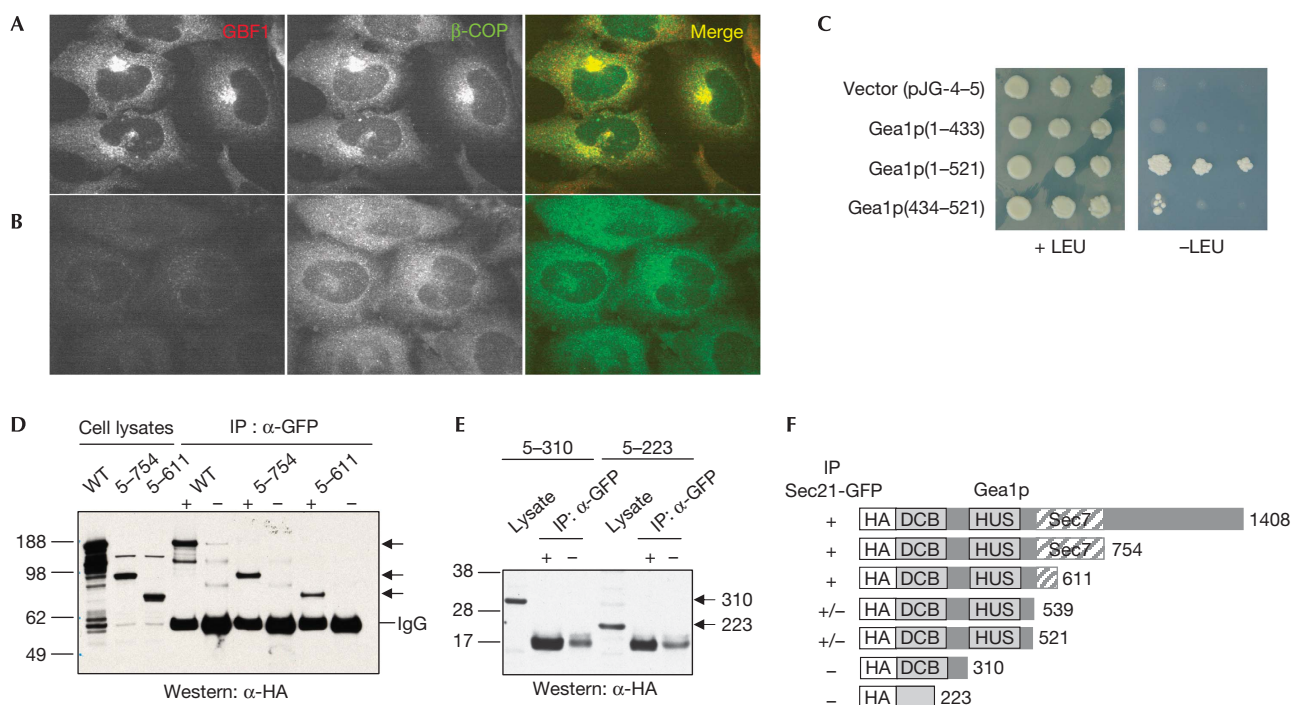 A
GBF1
β-COP
Merge
B
C
Vector (pJG-4–5)
Gea1p(1–433)
Gea1p(1–521)
Gea1p(434–521)
+ LEU
–LEU
D
Cell lysates
IP : α-GFP
WT
5–754
5–611
WT
5–754
5–611
+ – + – + –
188
98
62
49
IgG
Western: α-HA
E
5–310
5–223
Lysate
IP: α-GFP
Lysate
IP: α-GFP
+ – + –
38
28
17
310
223
Western: α-HA
F
IP
Sec21-GFP
Gea1p
+ HA DCB HUS Sec7 1408
+ HA DCB HUS Sec7 754
+ HA DCB HUS 611
+/– HA DCB HUS 539
+/– HA DCB HUS 521
– HA DCB 310
– HA 223